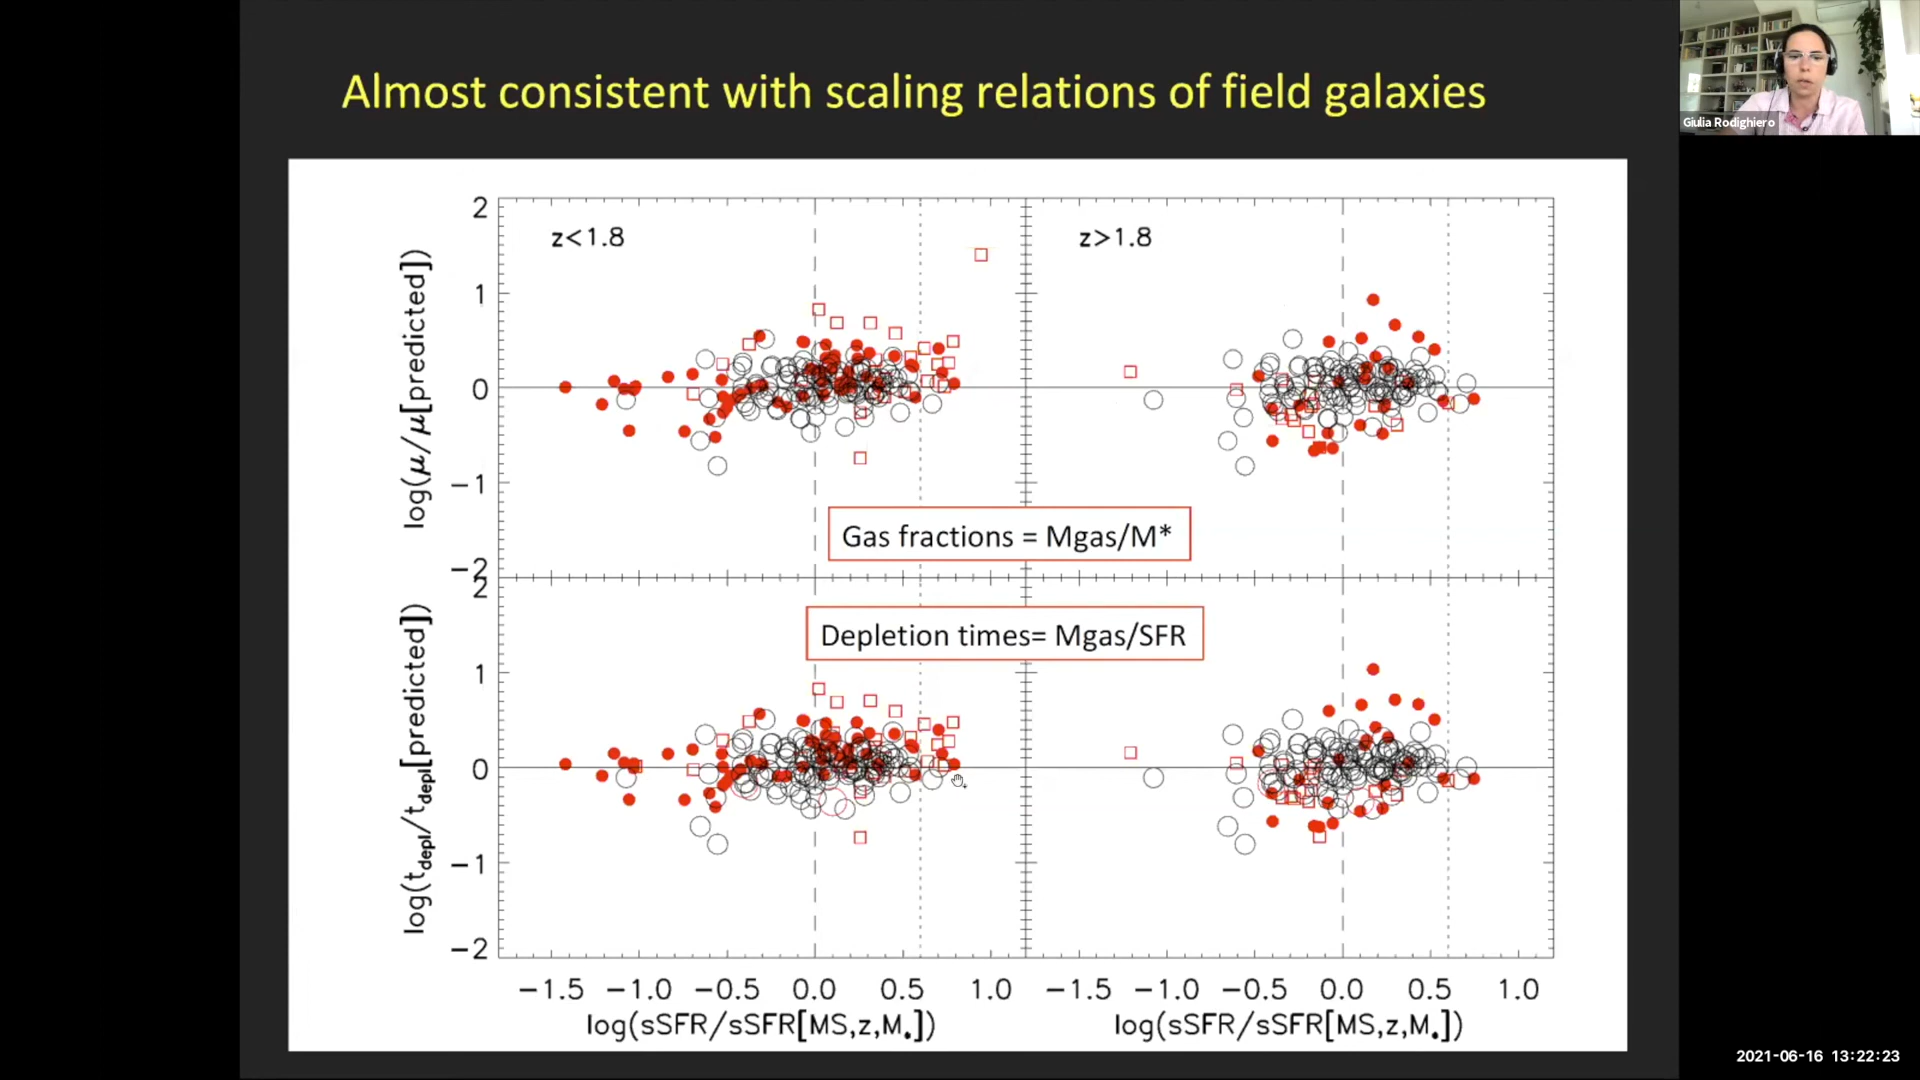 Almost consistent with scaling relations of field galaxies
Giulia Rodighiero
z<1.8
z>1.8
2
1
0
−1
−2
log(μ/μ[predicted])
Gas fractions = Mgas/M*
Depletion times= Mgas/SFR
2
1
0
−1
−2
log(tdepl/tdepl[predicted])
−1.5 −1.0 −0.5 0.0 0.5 1.0 −1.5 −1.0 −0.5 0.0 0.5 1.0
log(sSFR/sSFR[MS,z,M*]) log(sSFR/sSFR[MS,z,M*])
2021-06-16 13:22:23